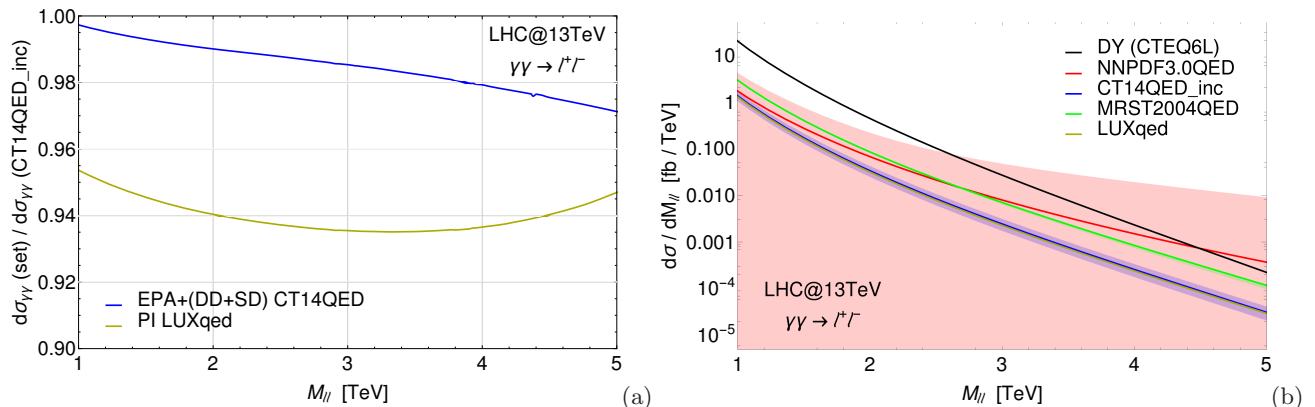 dσγγ (set) / dσγγ (CT14QED_inc)
1.00
0.98
0.96
0.94
0.92
0.90
LHC@13TeV
γγ → l⁺l⁻
EPA+(DD+SD) CT14QED
PI LUXqed
1 2 3 4 5
Mll [TeV]
(a)
dσ / dMll [fb / TeV]
10
1
0.100
0.010
0.001
10⁻⁴
10⁻⁵
DY (CTEQ6L)
NNPDF3.0QED
CT14QED_inc
MRST2004QED
LUXqed
LHC@13TeV
γγ → l⁺l⁻
1 2 3 4 5
Mll [TeV]
(b)